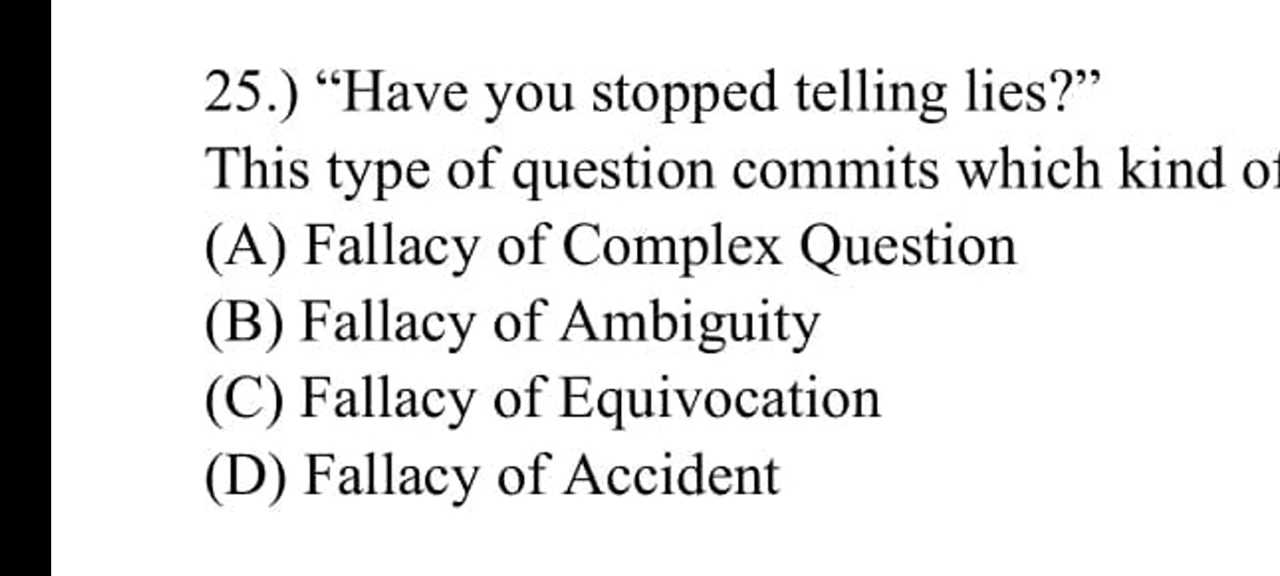 25.) “Have you stopped telling lies?”
This type of question commits which kind of
(A) Fallacy of Complex Question
(B) Fallacy of Ambiguity
(C) Fallacy of Equivocation
(D) Fallacy of Accident